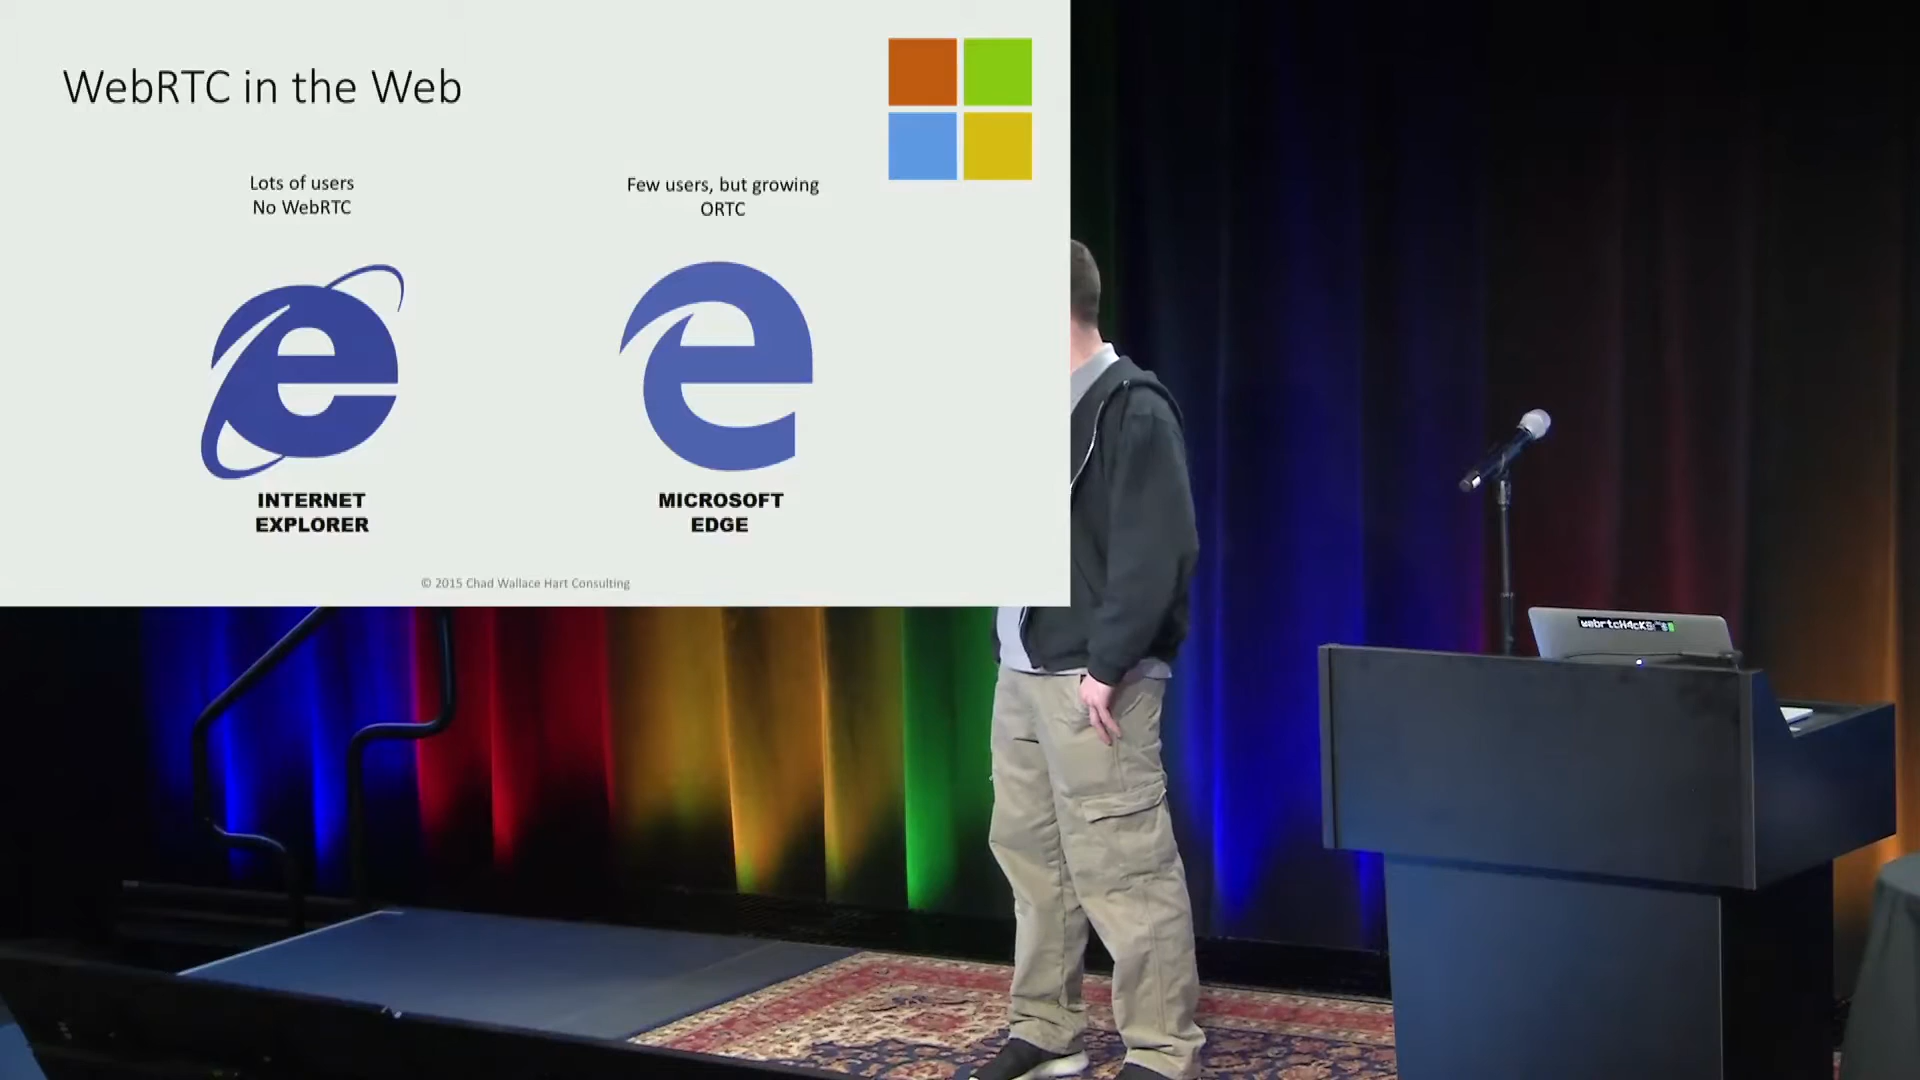 WebRTC in the Web
Lots of users
No WebRTC
Few users, but growing
ORTC
INTERNET
EXPLORER
MICROSOFT
EDGE
© 2015 Chad Wallace Hart Consulting
webrtcH4cKS